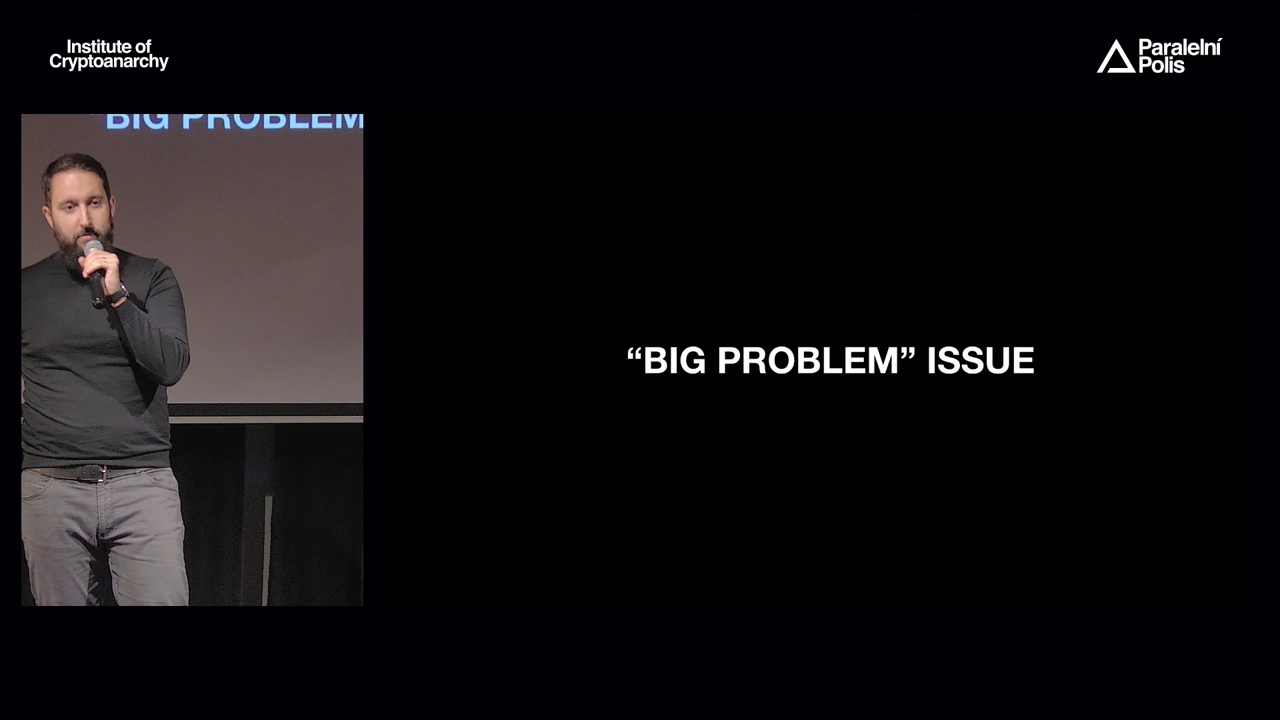 Institute of
Cryptoanarchy
Paralelní
Polis
"BIG PROBLEM
“BIG PROBLEM” ISSUE